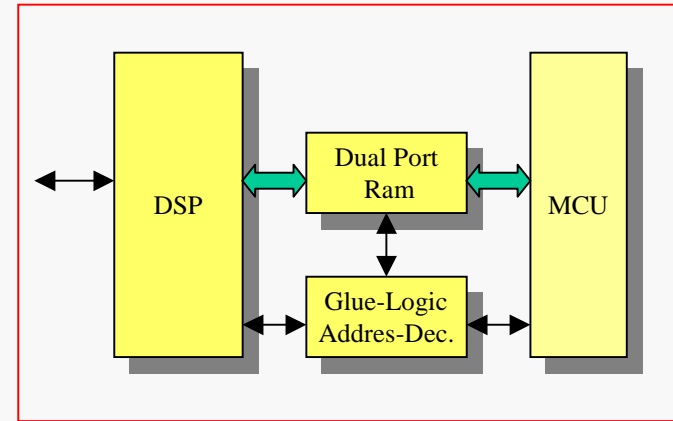 DSP
Dual Port
Ram
MCU
Glue-Logic
Addres-Dec.